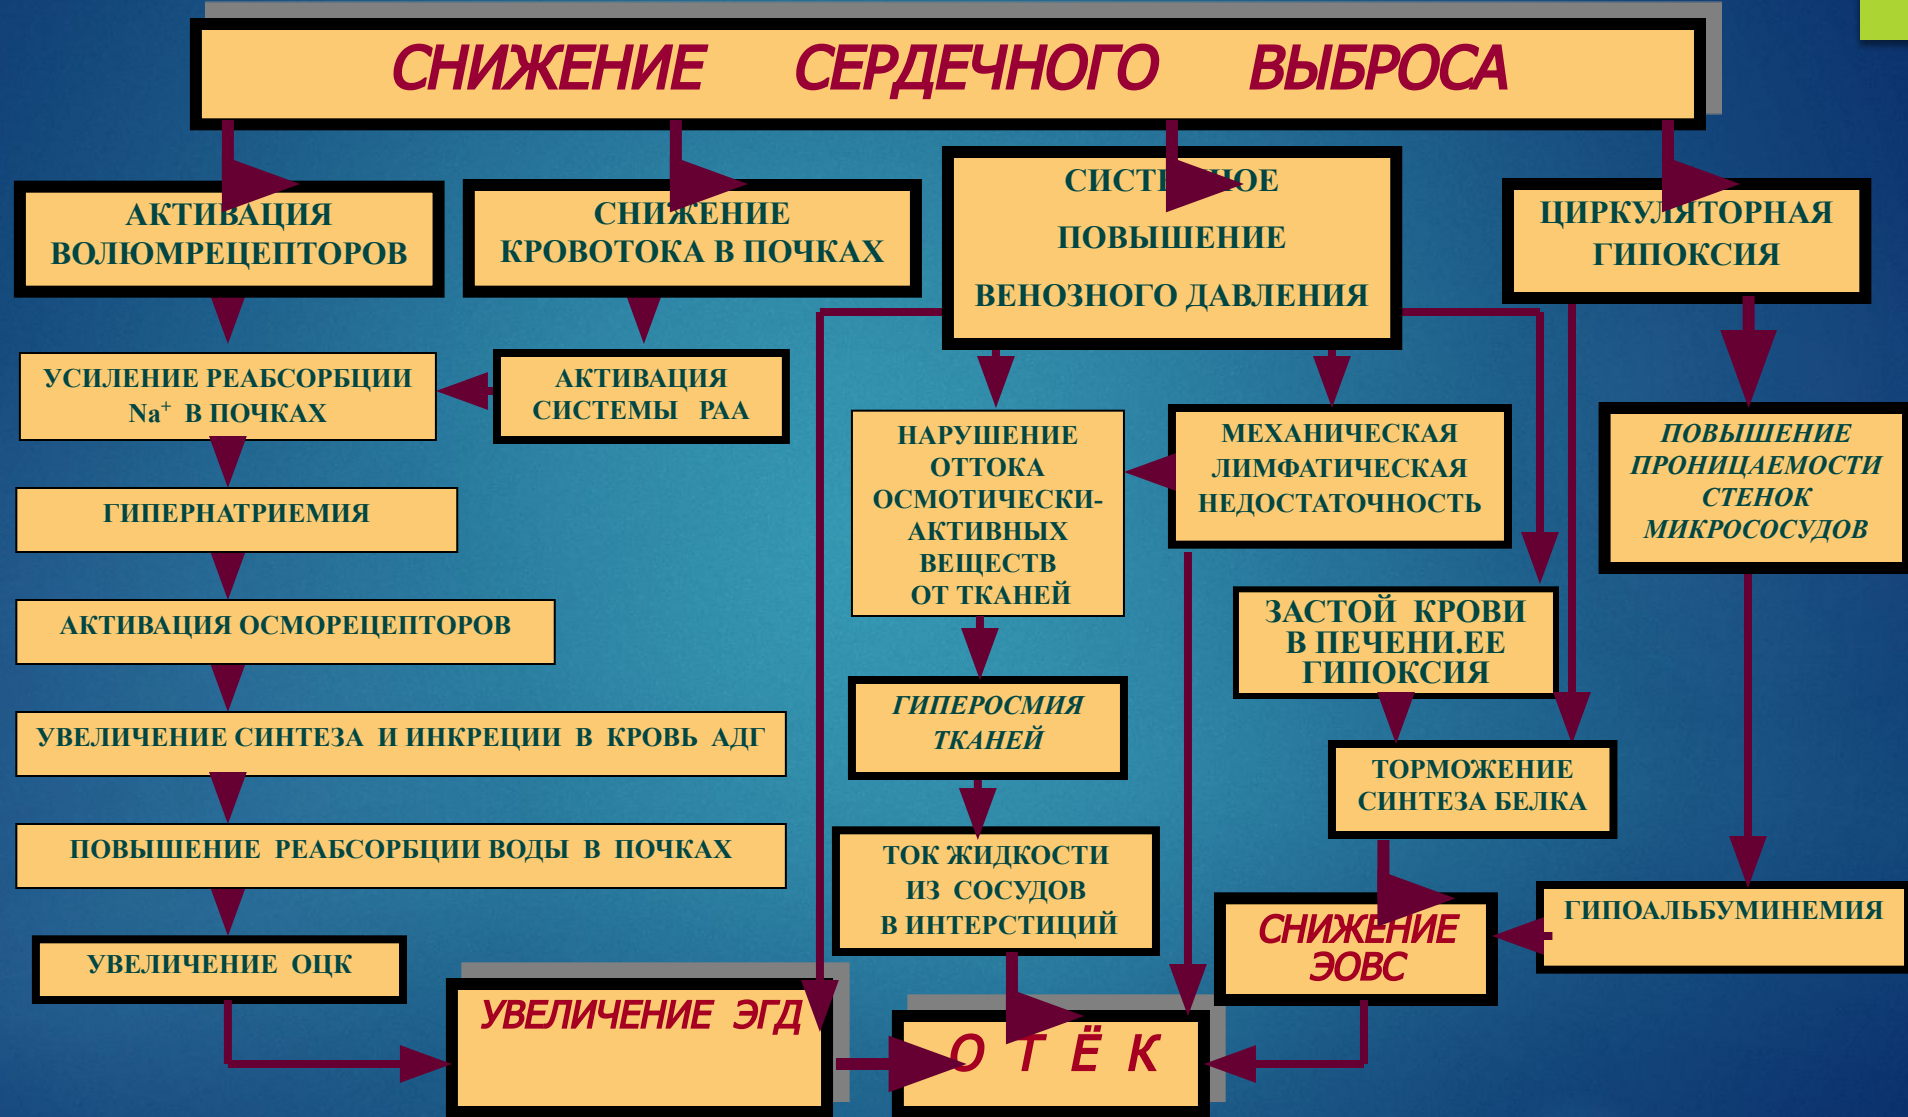 СНИЖЕНИЕ СЕРДЕЧНОГО ВЫБРОСА
АКТИВАЦИЯ
ВОЛЮМРЕЦЕПТОРОВ
СНИЖЕНИЕ
КРОВОТОКА В ПОЧКАХ
СИСТЕМНОЕ
ПОВЫШЕНИЕ
ВЕНОЗНОГО ДАВЛЕНИЯ
ЦИРКУЛЯТОРНАЯ
ГИПОКСИЯ
УСИЛЕНИЕ РЕАБСОРБЦИИ
Na⁺ В ПОЧКАХ
АКТИВАЦИЯ
СИСТЕМЫ РАА
НАРУШЕНИЕ
ОТТОКА
ОСМОТИЧЕСКИ-
АКТИВНЫХ
ВЕЩЕСТВ
ОТ ТКАНЕЙ
МЕХАНИЧЕСКАЯ
ЛИМФАТИЧЕСКАЯ
НЕДОСТАТОЧНОСТЬ
ПОВЫШЕНИЕ
ПРОНИЦАЕМОСТИ
СТЕНОК
МИКРОСОСУДОВ
ГИПЕРНАТРИЕМИЯ
АКТИВАЦИЯ ОСМОРЕЦЕПТОРОВ
ЗАСТОЙ КРОВИ
В ПЕЧЕНИ.ЕЕ
ГИПОКСИЯ
ГИПЕРОСМИЯ
ТКАНЕЙ
УВЕЛИЧЕНИЕ СИНТЕЗА И ИНКРЕЦИИ В КРОВЬ АДГ
ТОРМОЖЕНИЕ
СИНТЕЗА БЕЛКА
ПОВЫШЕНИЕ РЕАБСОРБЦИИ ВОДЫ В ПОЧКАХ
ТОК ЖИДКОСТИ
ИЗ СОСУДОВ
В ИНТЕРСТИЦИЙ
СНИЖЕНИЕ
ЭОВС
ГИПОАЛЬБУМИНЕМИЯ
УВЕЛИЧЕНИЕ ОЦК
УВЕЛИЧЕНИЕ ЭГД
О Т Ё К